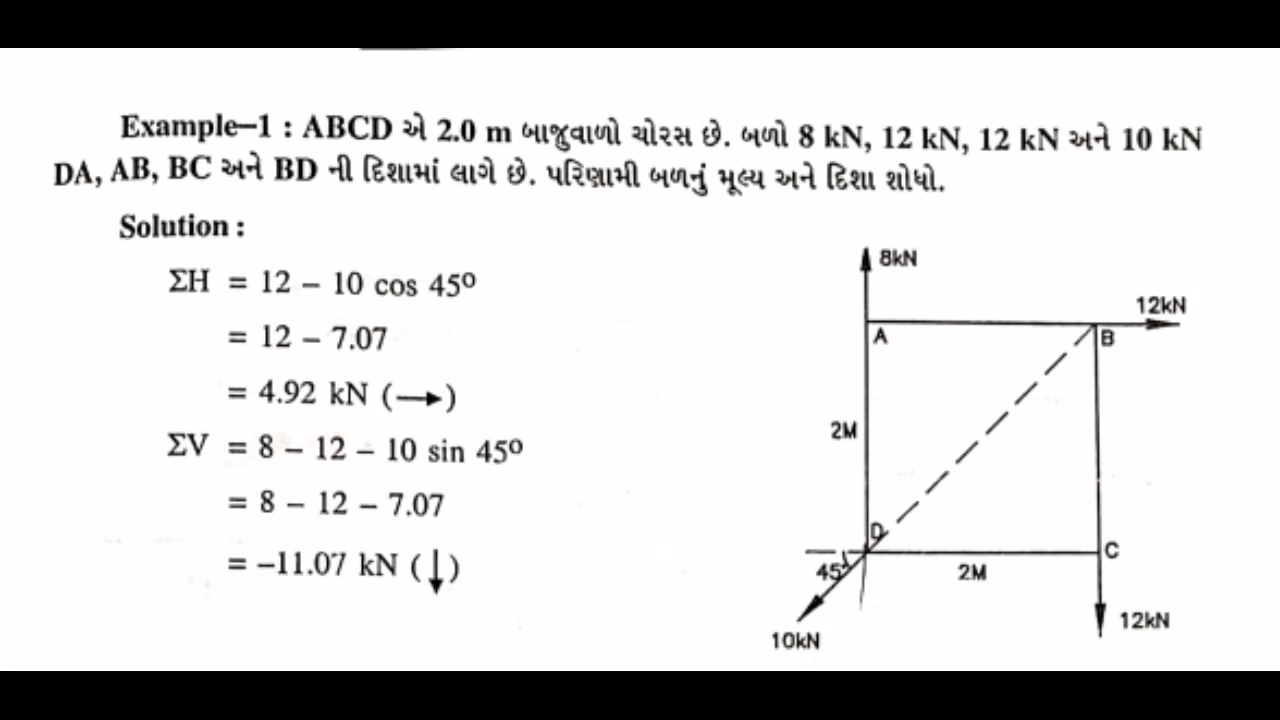 Example–1 : ABCD એ 2.0 m બાજુવાળો ચોરસ છે. બળો 8 kN, 12 kN, 12 kN અને 10 kN
DA, AB, BC અને BD ની દિશામાં લાગે છે. પરિણામી બળનું મૂલ્ય અને દિશા શોધો.
Solution :
ΣH = 12 – 10 cos 45º
= 12 – 7.07
= 4.92 kN (→)
ΣV = 8 – 12 – 10 sin 45º
= 8 – 12 – 7.07
= –11.07 kN (↓)
8kN
12kN
A
B
2M
D
C
45°
2M
12kN
10kN